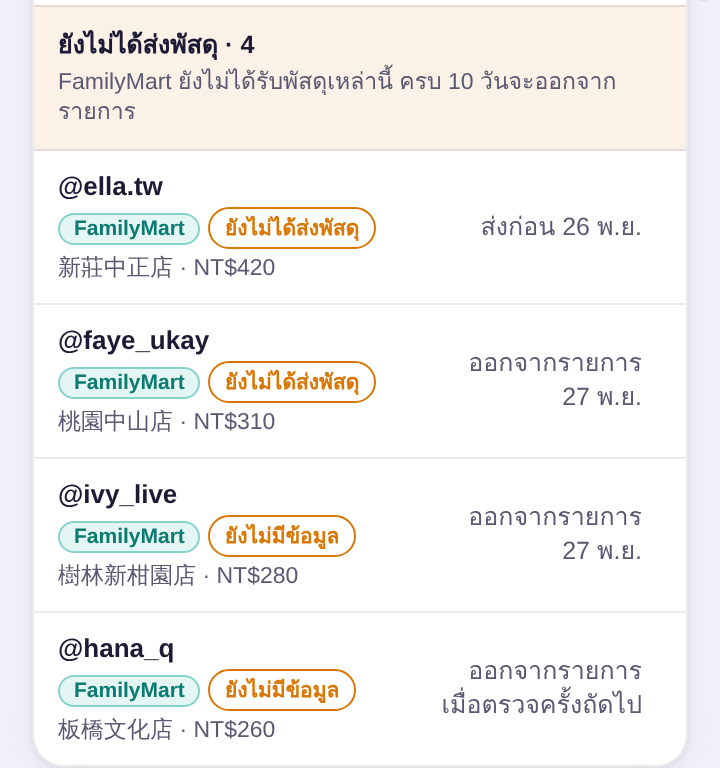 ยังไม่ได้ส่งพัสดุ · 4
FamilyMart ยังไม่ได้รับพัสดุเหล่านี้ ครบ 10 วันจะออกจาก
รายการ
@ella.tw
FamilyMart ยังไม่ได้ส่งพัสดุ
新莊中正店 · NT$420
ส่งก่อน 26 พ.ย.
@faye_ukay
FamilyMart ยังไม่ได้ส่งพัสดุ
桃園中山店 · NT$310
ออกจากรายการ
27 พ.ย.
@ivy_live
FamilyMart ยังไม่มีข้อมูล
樹林新柑園店 · NT$280
ออกจากรายการ
27 พ.ย.
@hana_q
FamilyMart ยังไม่มีข้อมูล
板橋文化店 · NT$260
ออกจากรายการ
เมื่อตรวจครั้งถัดไป